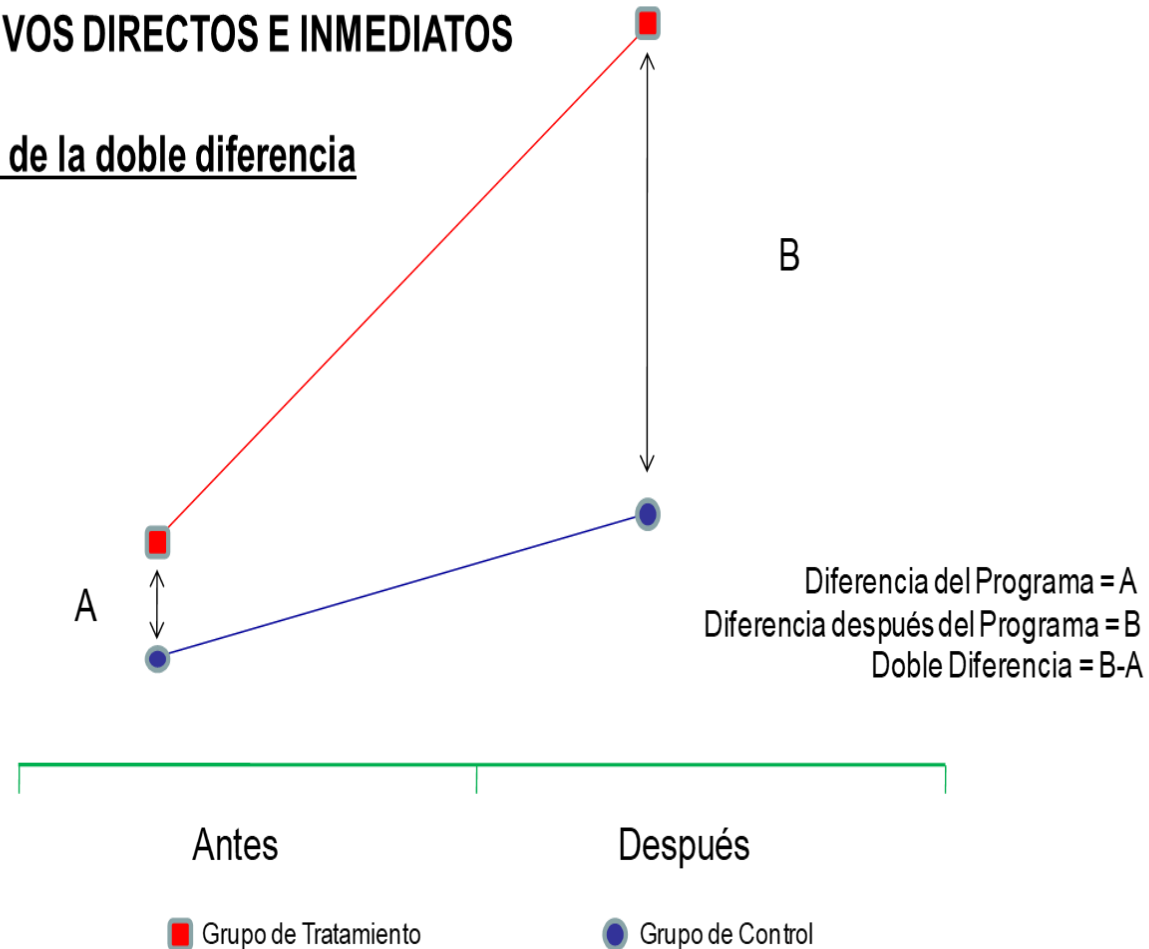 VOS DIRECTOS E INMEDIATOS
de la doble diferencia
B
A
Diferencia del Programa = A
Diferencia después del Programa = B
Doble Diferencia = B-A
Antes Después
Grupo de Tratamiento Grupo de Control